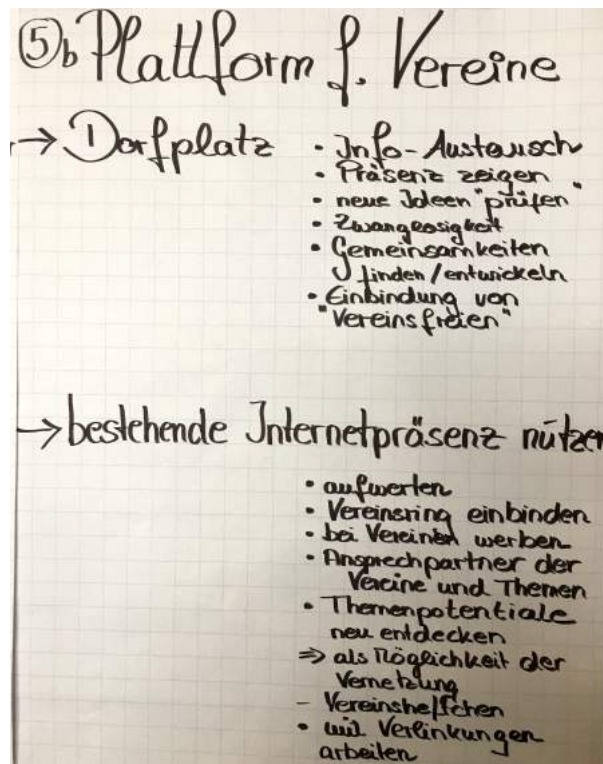 5b Plattform f. Vereine
→ Dorfplatz
• Info-Austausch
• Präsenz zeigen
• neue Ideen "prüfen"
• Zwanglosigkeit
• Gemeinsamkeiten
finden/entwickeln
• Einbindung von
"Vereinsfreien"
→ bestehende Internetpräsenz nützen
• aufwerten
• Vereinsring einbinden
• bei Vereinen werben
• Ansprechpartner der
Vereine und Themen
• Themenpotentiale
neu entdecken
⇒ als Möglichkeit der
Vernetzung
- Vereinsheftchen
• mit Verlinkungen
arbeiten